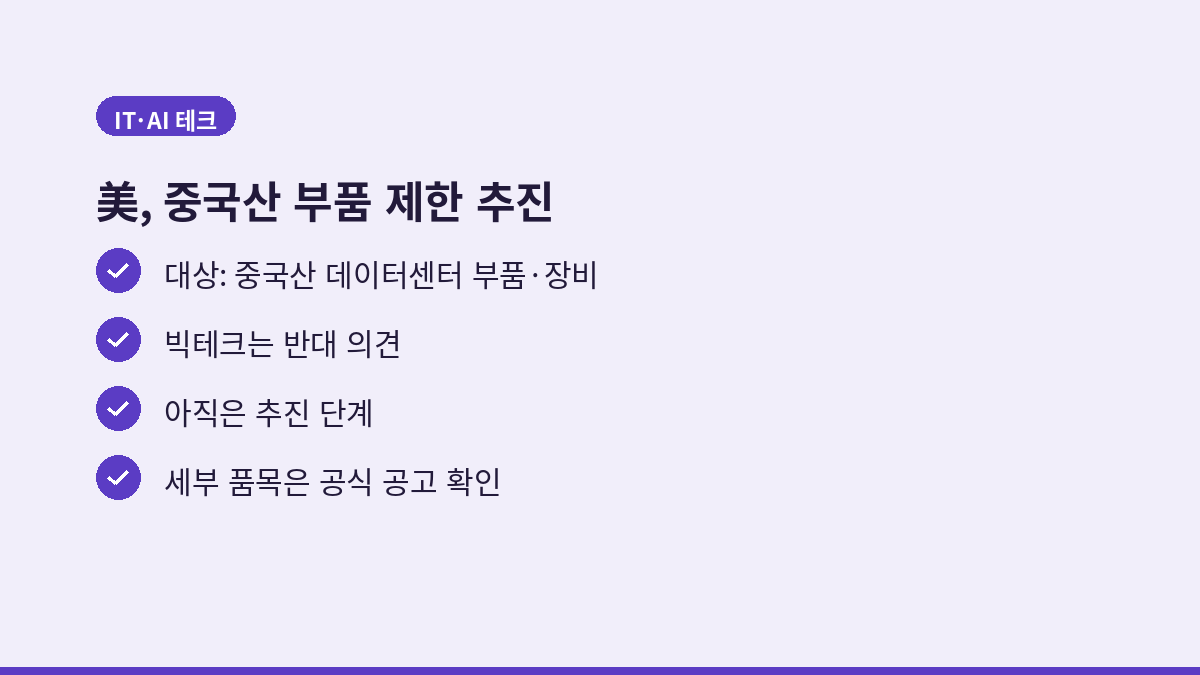 IT·AI 테크
美, 중국산 부품 제한 추진
대상: 중국산 데이터센터 부품·장비
빅테크는 반대 의견
아직은 추진 단계
세부 품목은 공식 공고 확인